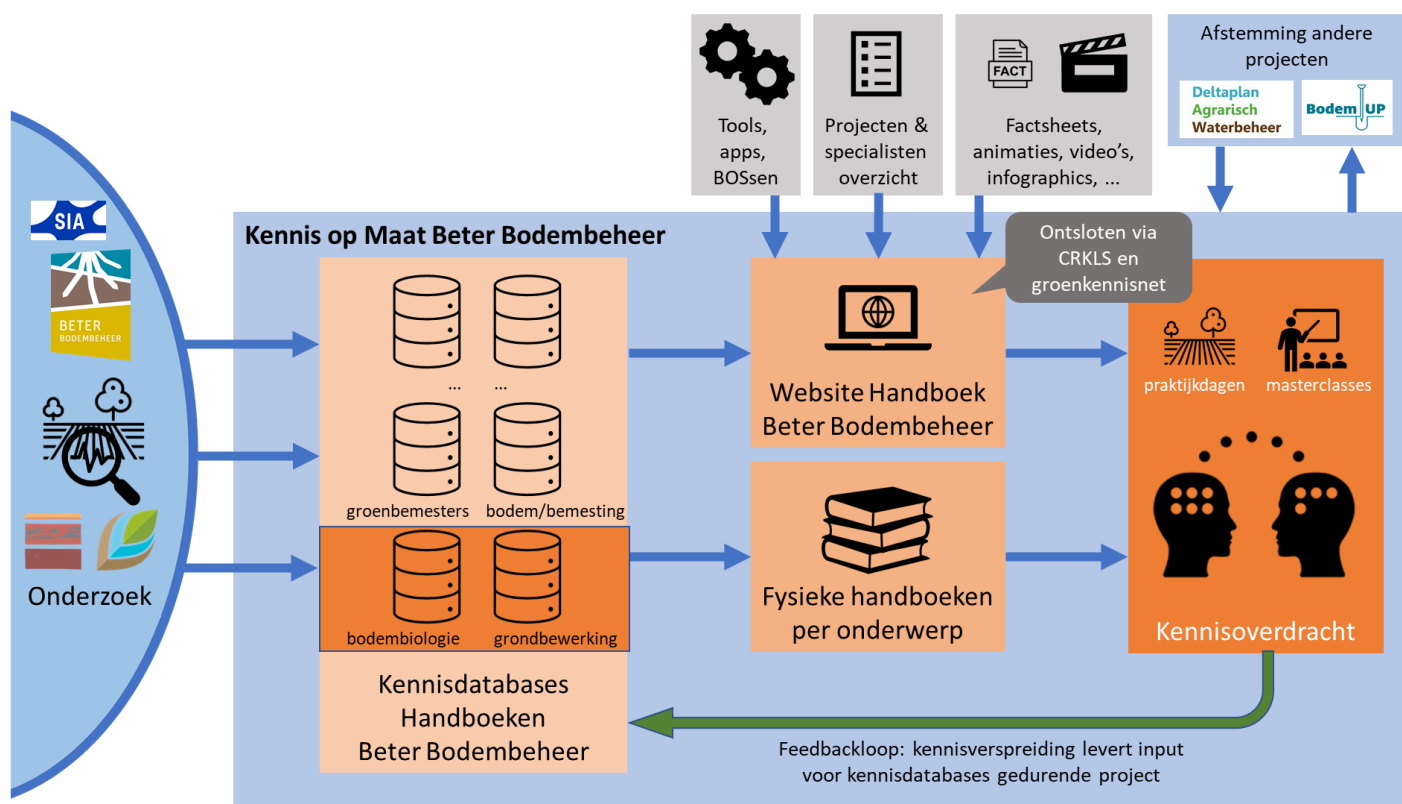 Tools,
apps,
BOSsen
Projecten &
specialisten
overzicht
FACT
Factsheets,
animaties, video's,
infographics, ...
Afstemming andere
projecten
Deltaplan
Agrarisch
Waterbeheer
Bodem UP
SIA
BETER
BODEMBEHEER
Onderzoek
Kennis op Maat Beter Bodembeheer
... ...
groenbemesters bodem/bemesting
bodembiologie grondbewerking
Kennisdatabases
Handboeken
Beter Bodembeheer
Website Handboek
Beter Bodembeheer
Ontsloten via
CRKLS en
groenkennisnet
Fysieke handboeken
per onderwerp
praktijkdagen masterclasses
Kennisoverdracht
Feedbackloop: kennisverspreiding levert input
voor kennisdatabases gedurende project